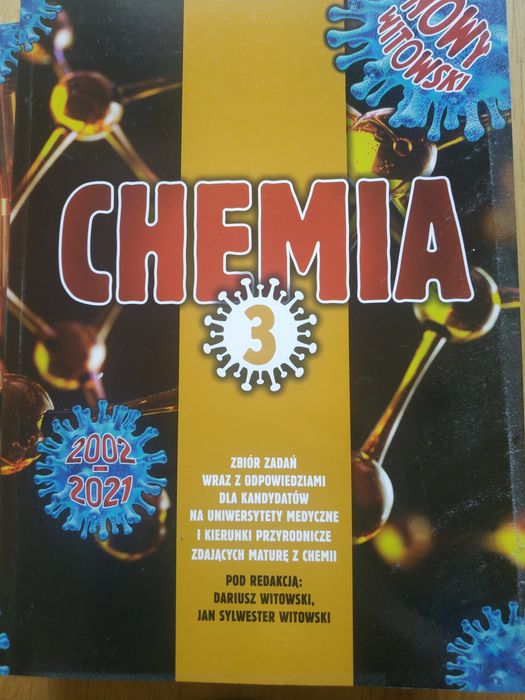 NOWY
WITOWSKI
CHEMIA
3
2002-
2021
ZBIÓR ZADAŃ
WRAZ Z ODPOWIEDZIAMI
DLA KANDYDATÓW
NA UNIWERSYTETY MEDYCZNE
I KIERUNKI PRZYRODNICZE
ZDAJĄCYCH MATURĘ Z CHEMII
POD REDAKCJĄ:
DARIUSZ WITOWSKI,
JAN SYLWESTER WITOWSKI